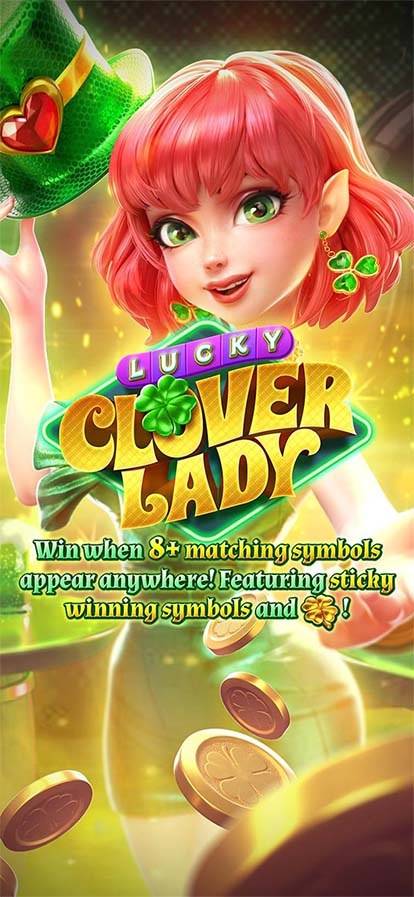 LUCKY
CLOVER
LADY
Win when 8+ matching symbols
appear anywhere! Featuring sticky
winning symbols and !